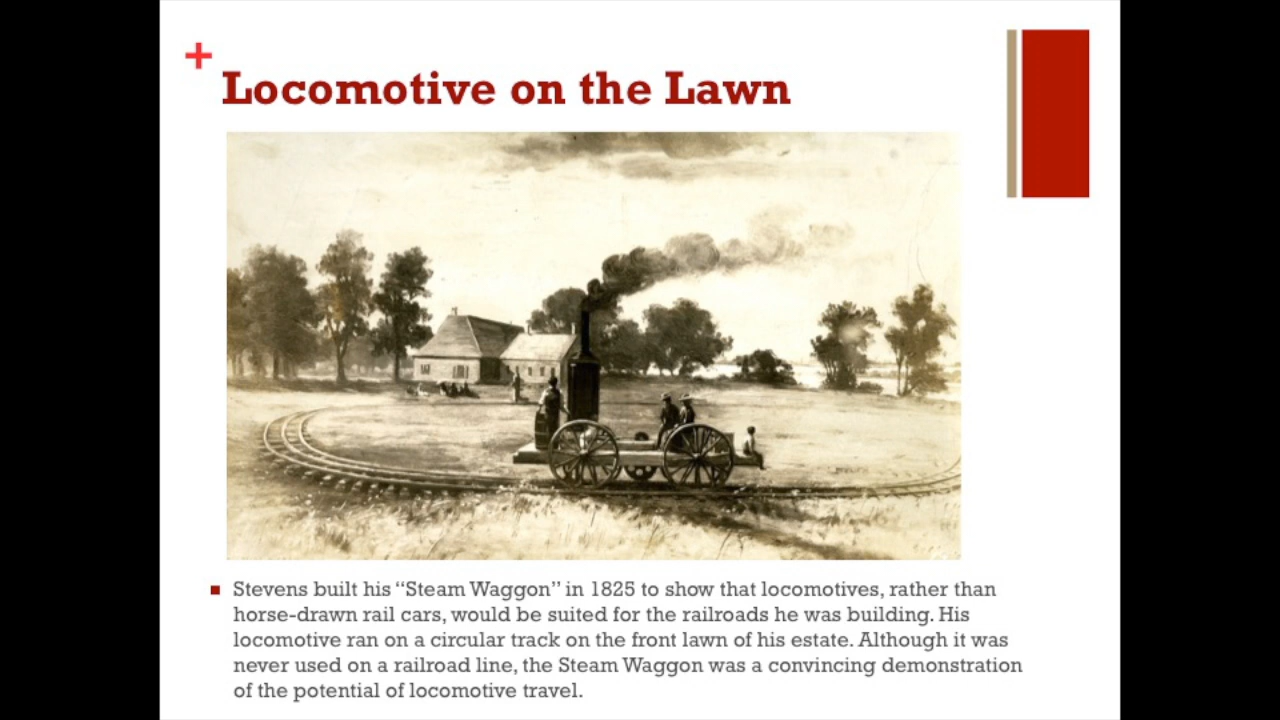 +
Locomotive on the Lawn
Stevens built his “Steam Waggon” in 1825 to show that locomotives, rather than
horse-drawn rail cars, would be suited for the railroads he was building. His
locomotive ran on a circular track on the front lawn of his estate. Although it was
never used on a railroad line, the Steam Waggon was a convincing demonstration
of the potential of locomotive travel.